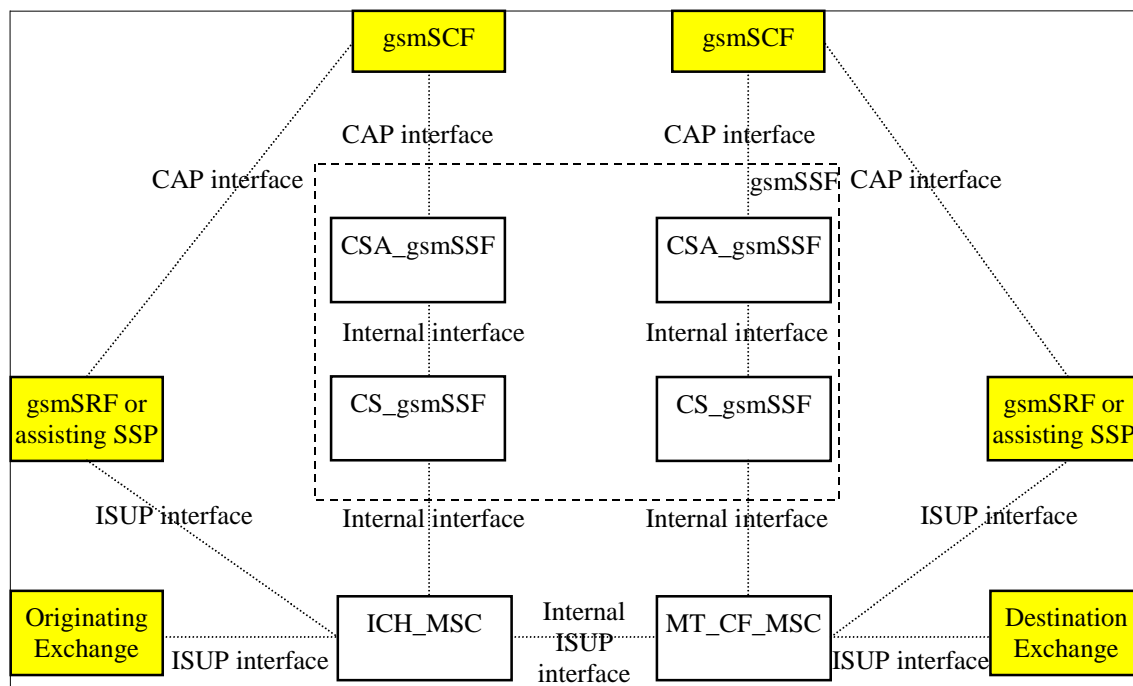 gsmSCF
gsmSCF
CAP interface
CAP interface
CAP interface
gsmSSF
CAP interface
CSA_gsmSSF
CSA_gsmSSF
Internal interface
Internal interface
gsmSRF or
assisting SSP
CS_gsmSSF
CS_gsmSSF
gsmSRF or
assisting SSP
ISUP interface
Internal interface
Internal interface
ISUP interface
Originating
Exchange
ISUP interface
ICH_MSC
Internal
ISUP
interface
MT_CF_MSC
ISUP interface
Destination
Exchange